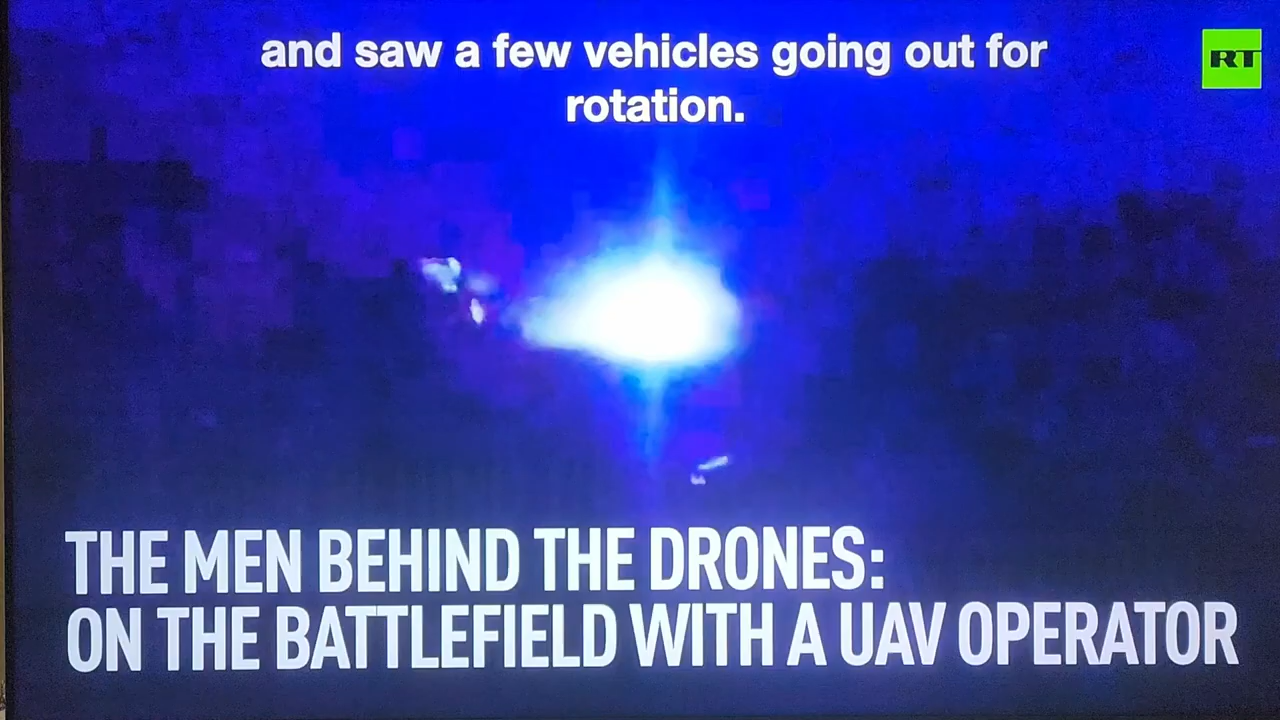 and saw a few vehicles going out for
rotation.
RT
THE MEN BEHIND THE DRONES:
ON THE BATTLEFIELD WITH A UAV OPERATOR